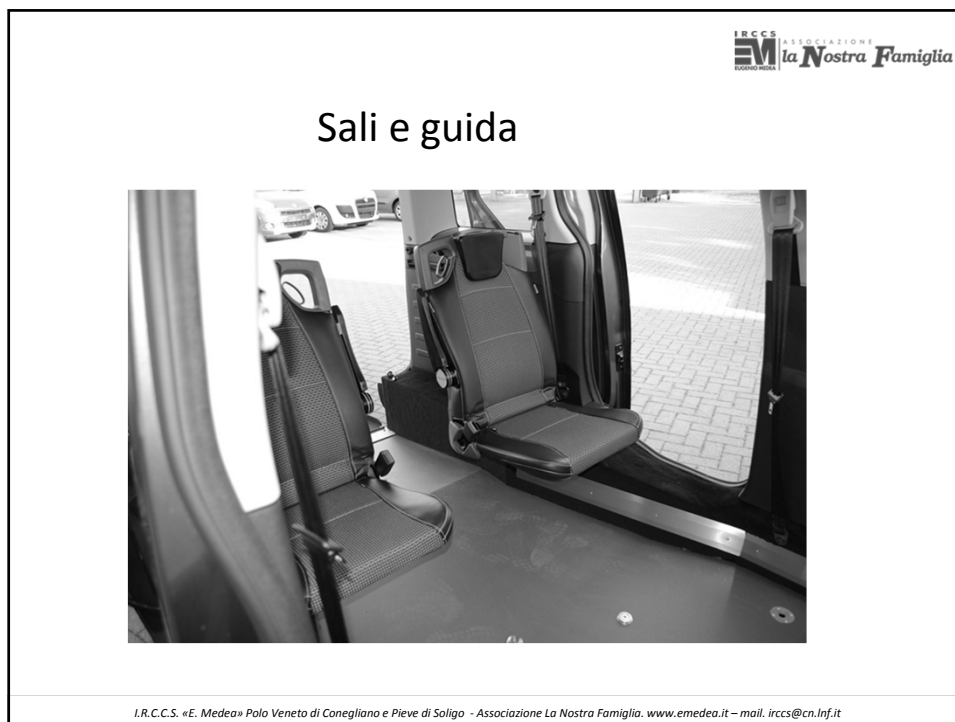 IRCCS
EUGENIO MEDEA
ASSOCIAZIONE
la Nostra Famiglia
Sali e guida
I.R.C.C.S. «E. Medea» Polo Veneto di Conegliano e Pieve di Soligo - Associazione La Nostra Famiglia. www.emedea.it – mail. irccs@cn.lnf.it